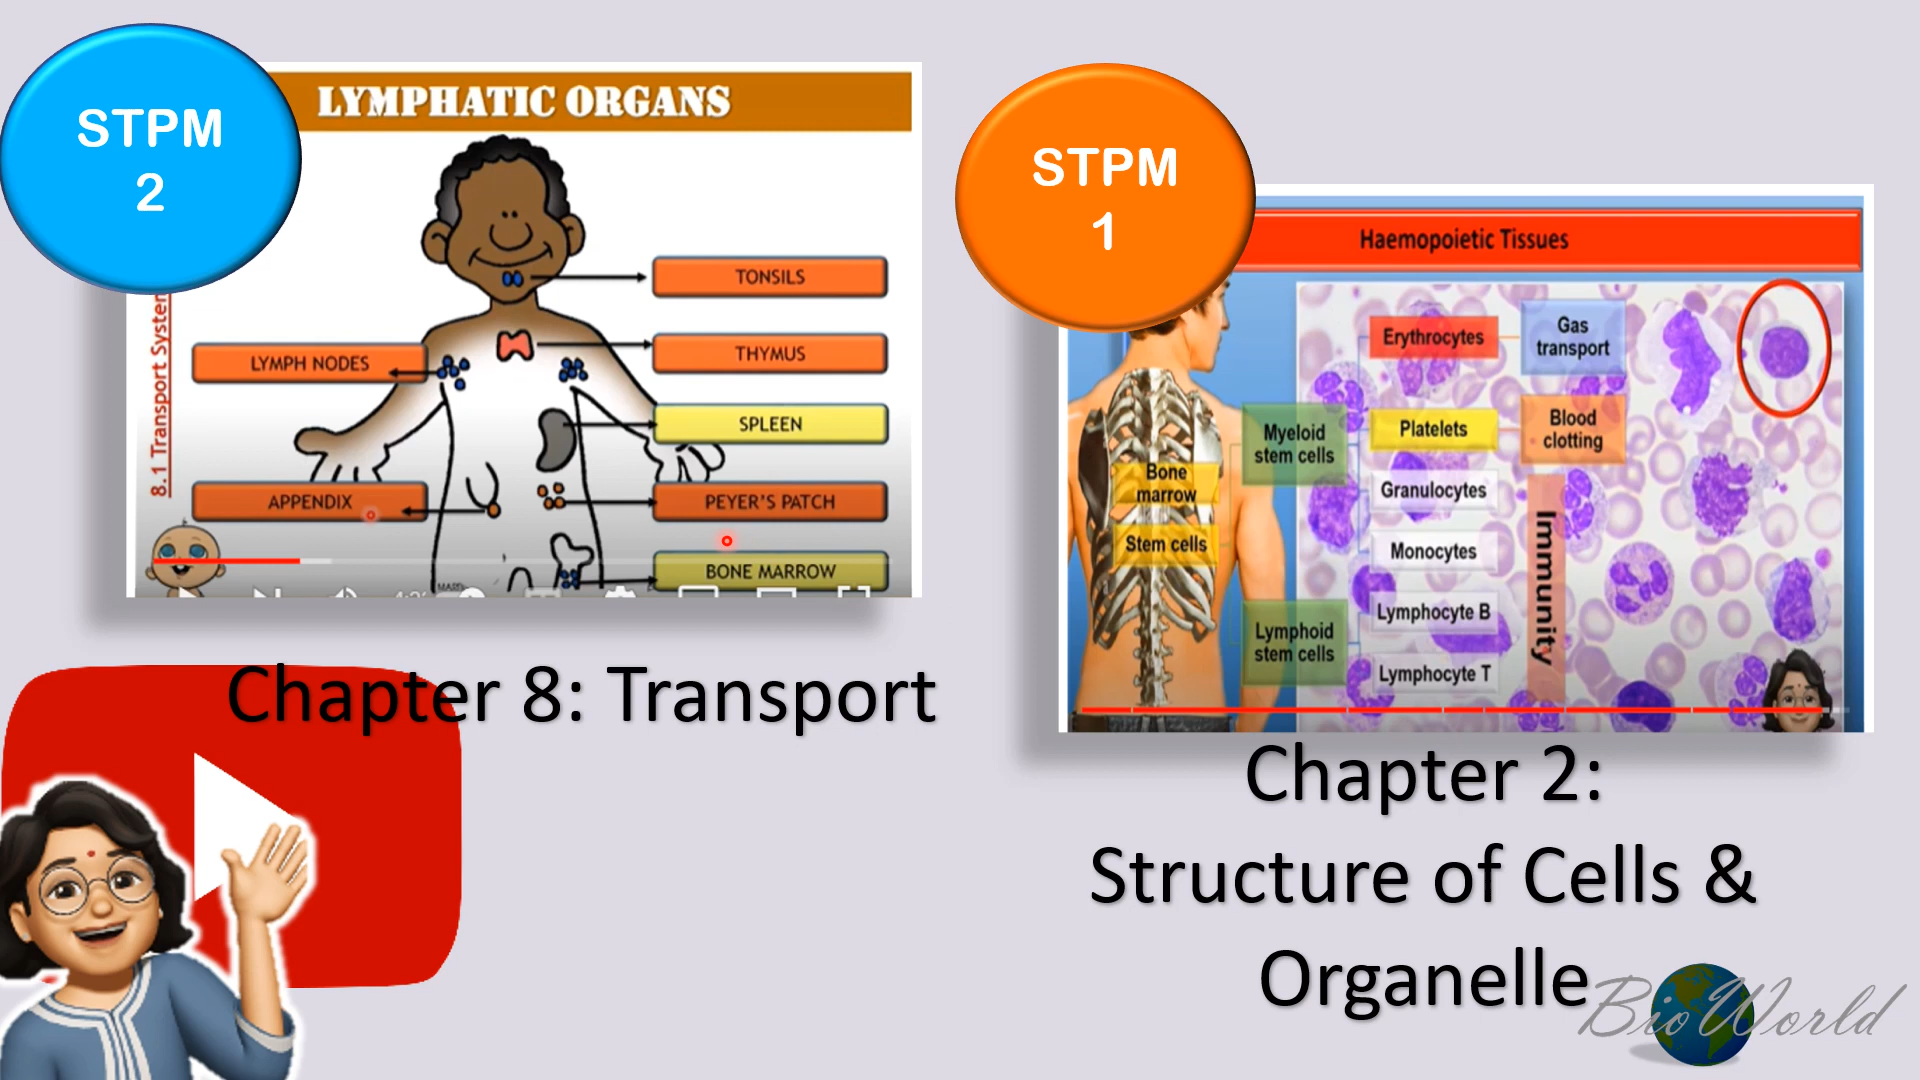 STPM
2
LYMPHATIC ORGANS
8.1 Transport System
TONSILS
LYMPH NODES
THYMUS
SPLEEN
APPENDIX
PEYER'S PATCH
BONE MARROW
Chapter 8: Transport
STPM
1
Haemopoietic Tissues
Erythrocytes
Gas
transport
Myeloid
stem cells
Platelets
Blood
clotting
Bone
marrow
Stem cells
Granulocytes
Monocytes
Immunity
Lymphoid
stem cells
Lymphocyte B
Lymphocyte T
Chapter 2:
Structure of Cells &
Organelle
BioWorld